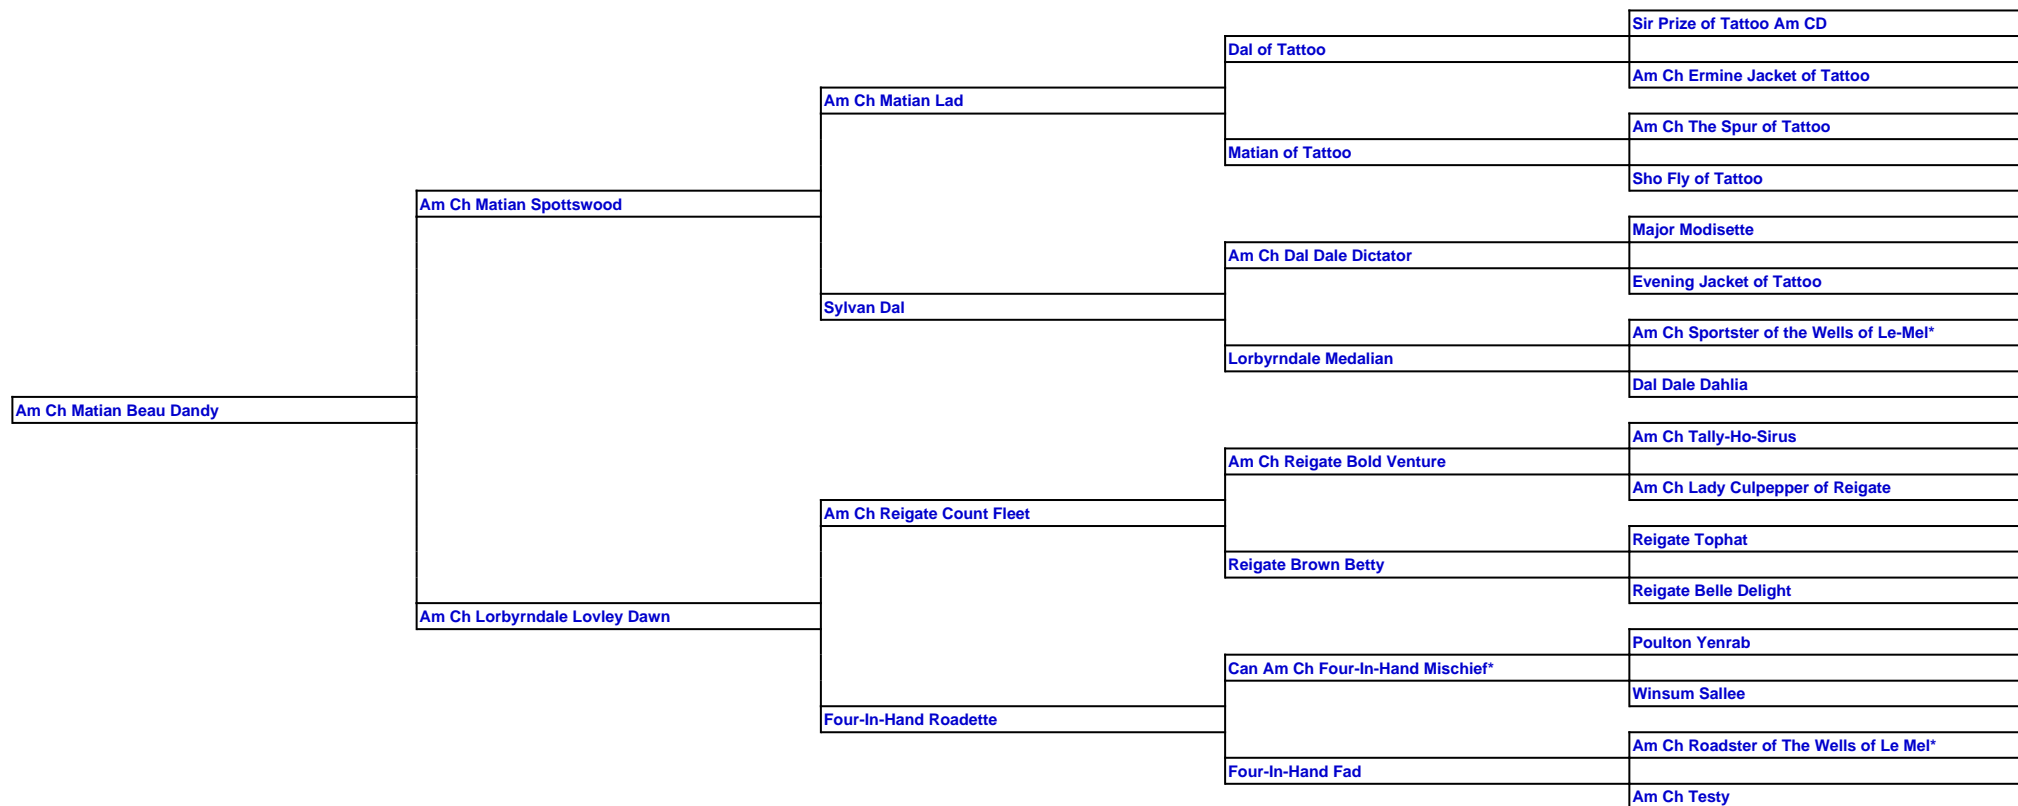 Sir Prize of Tattoo Am CD
Dal of Tattoo
Am Ch Ermine Jacket of Tattoo
Am Ch Matian Lad
Am Ch The Spur of Tattoo
Matian of Tattoo
Sho Fly of Tattoo
Am Ch Matian Spottswood
Major Modisette
Am Ch Dal Dale Dictator
Evening Jacket of Tattoo
Sylvan Dal
Am Ch Sportster of the Wells of Le-Mel*
Lorbyrndale Medalian
Dal Dale Dahlia
Am Ch Matian Beau Dandy
Am Ch Tally-Ho-Sirus
Am Ch Reigate Bold Venture
Am Ch Lady Culpepper of Reigate
Am Ch Reigate Count Fleet
Reigate Tophat
Reigate Brown Betty
Reigate Belle Delight
Am Ch Lorbyrndale Lovley Dawn
Poulton Yenrab
Can Am Ch Four-In-Hand Mischief*
Winsum Sallee
Four-In-Hand Roadette
Am Ch Roadster of The Wells of Le Mel*
Four-In-Hand Fad
Am Ch Testy